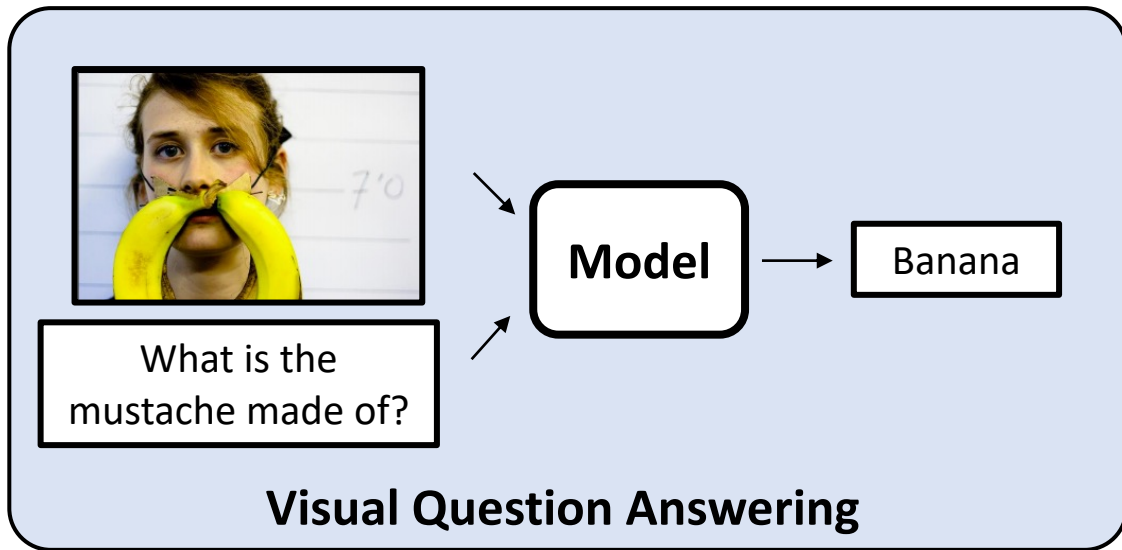 7'0
What is the
mustache made of?
Model
Banana
Visual Question Answering